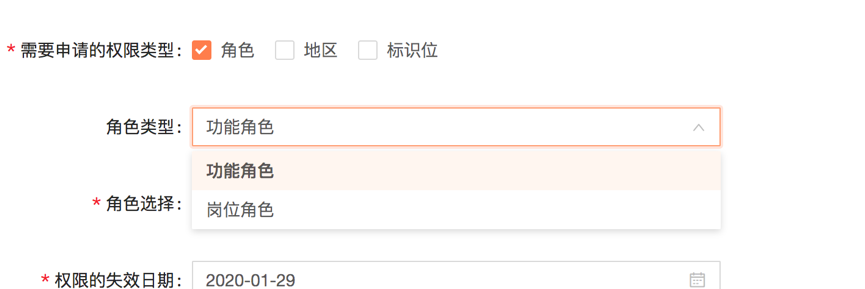 * 需要申请的权限类型: 角色 地区 标识位
角色类型: 功能角色
功能角色
* 角色选择:
岗位角色
* 权限的失效日期: 2020-01-29